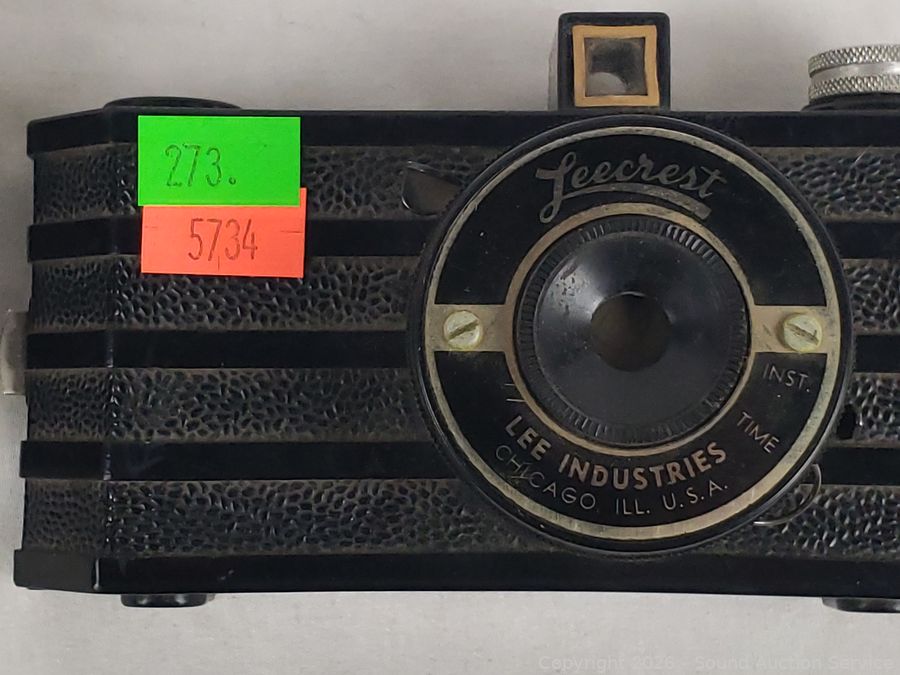 273.
5734
Leecrest
INST.
TIME
LEE INDUSTRIES
CHICAGO, ILL. U.S.A.
Copyright 2026 - Sound Auction Service